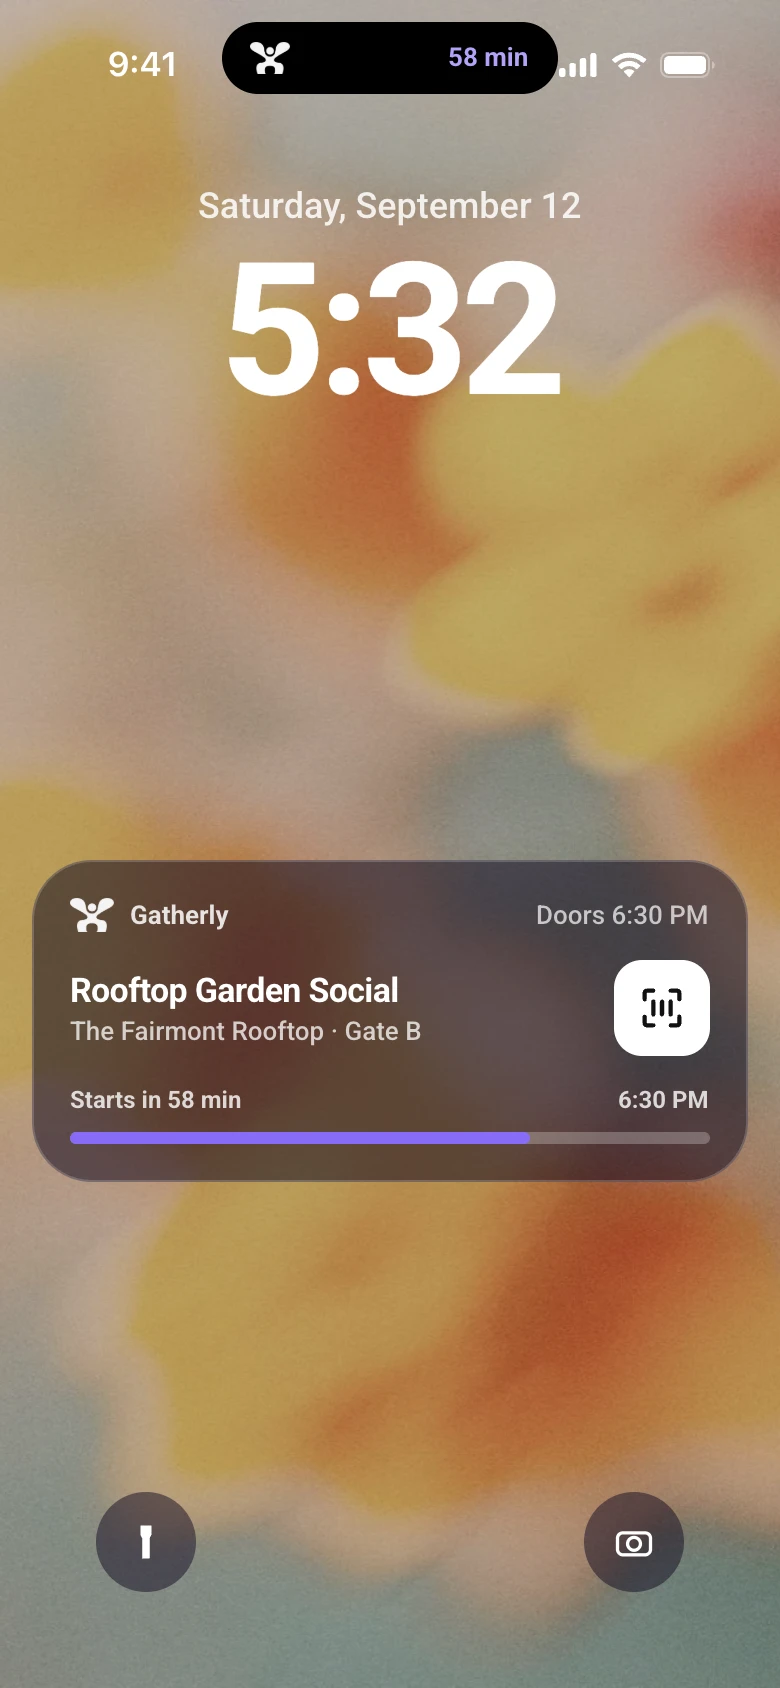 9:41
58 min
Saturday, September 12
5:32
Gatherly
Doors 6:30 PM
Rooftop Garden Social
The Fairmont Rooftop · Gate B
Starts in 58 min
6:30 PM